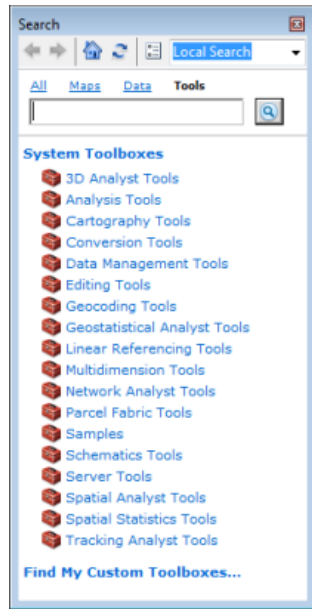 Search
Local Search
All Maps Data Tools
System Toolboxes
3D Analyst Tools
Analysis Tools
Cartography Tools
Conversion Tools
Data Management Tools
Editing Tools
Geocoding Tools
Geostatistical Analyst Tools
Linear Referencing Tools
Multidimension Tools
Network Analyst Tools
Parcel Fabric Tools
Samples
Schematics Tools
Server Tools
Spatial Analyst Tools
Spatial Statistics Tools
Tracking Analyst Tools
Find My Custom Toolboxes...